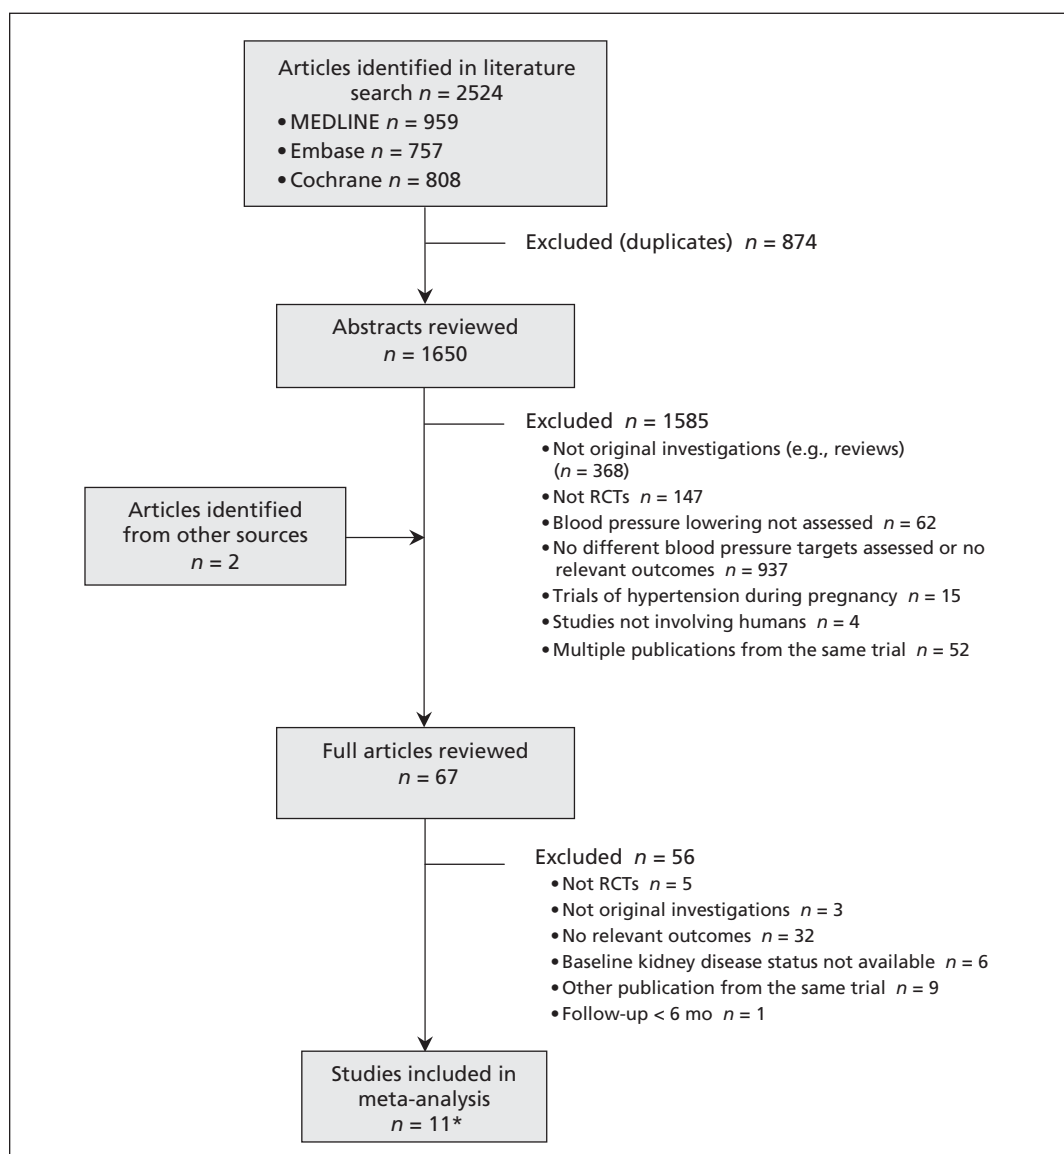 Articles identified in literature
search n = 2524
• MEDLINE n = 959
• Embase n = 757
• Cochrane n = 808
Excluded (duplicates) n = 874
Abstracts reviewed
n = 1650
Excluded n = 1585
• Not original investigations (e.g., reviews)
(n = 368)
• Not RCTs n = 147
• Blood pressure lowering not assessed n = 62
• No different blood pressure targets assessed or no
relevant outcomes n = 937
• Trials of hypertension during pregnancy n = 15
• Studies not involving humans n = 4
• Multiple publications from the same trial n = 52
Articles identified
from other sources
n = 2
Full articles reviewed
n = 67
Excluded n = 56
• Not RCTs n = 5
• Not original investigations n = 3
• No relevant outcomes n = 32
• Baseline kidney disease status not available n = 6
• Other publication from the same trial n = 9
• Follow-up < 6 mo n = 1
Studies included in
meta-analysis
n = 11*